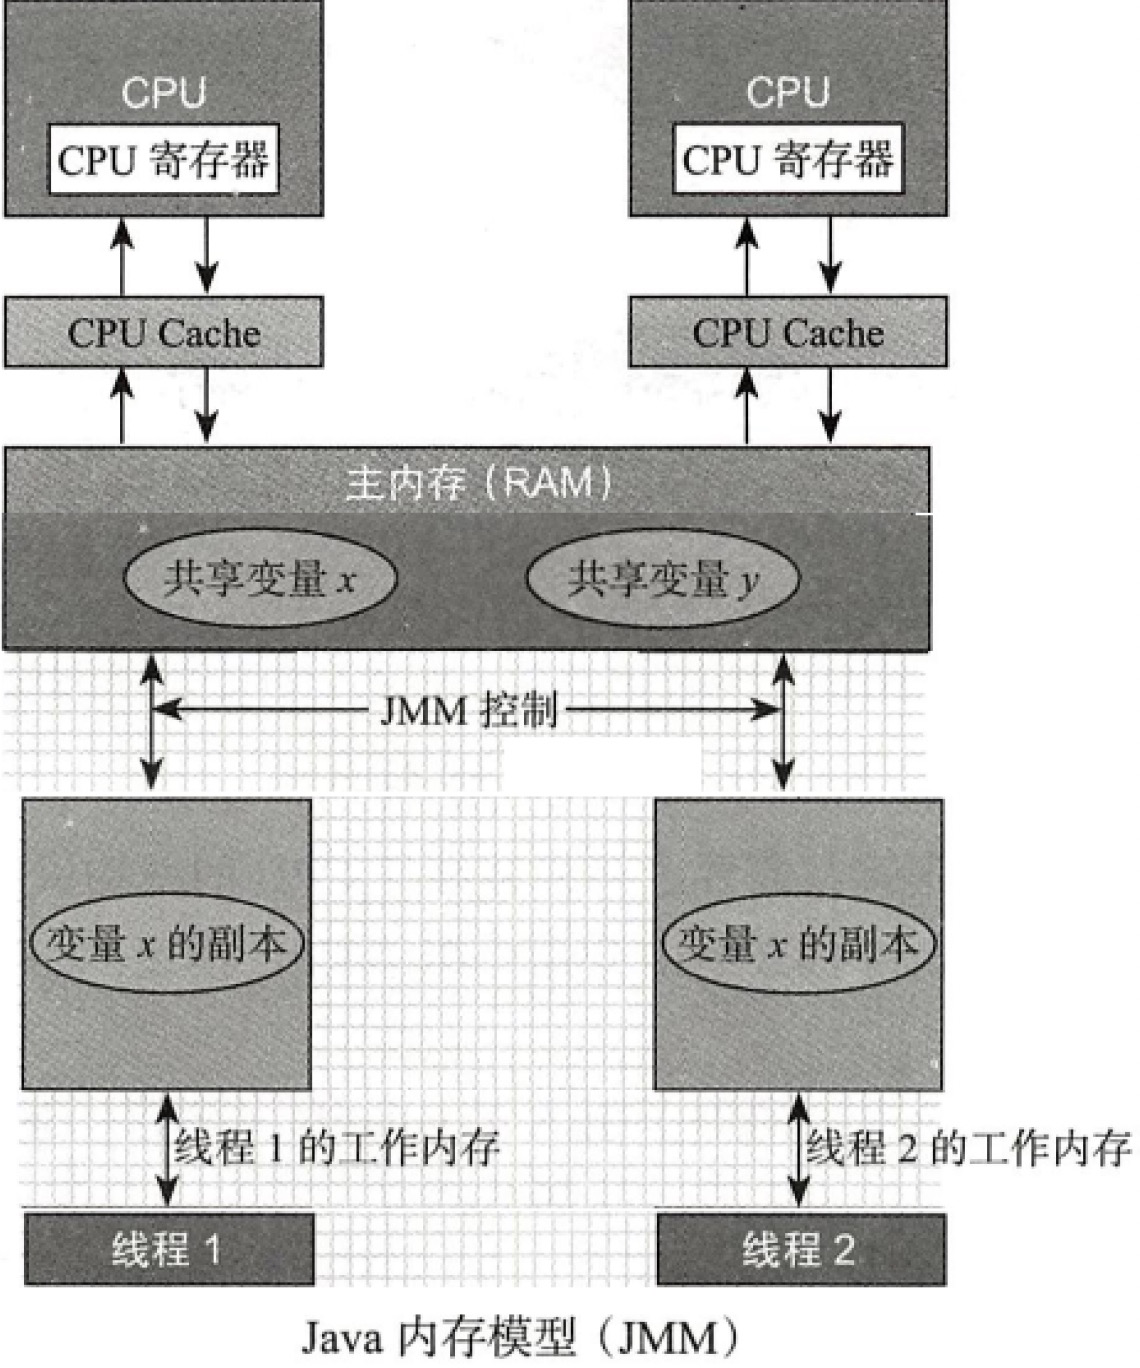 CPU
CPU
CPU 寄存器
CPU 寄存器
CPU Cache
CPU Cache
主内存（RAM）
共享变量 x
共享变量 y
JMM 控制
变量 x 的副本
变量 x 的副本
线程 1 的工作内存
线程 2 的工作内存
线程 1
线程 2
Java 内存模型（JMM）